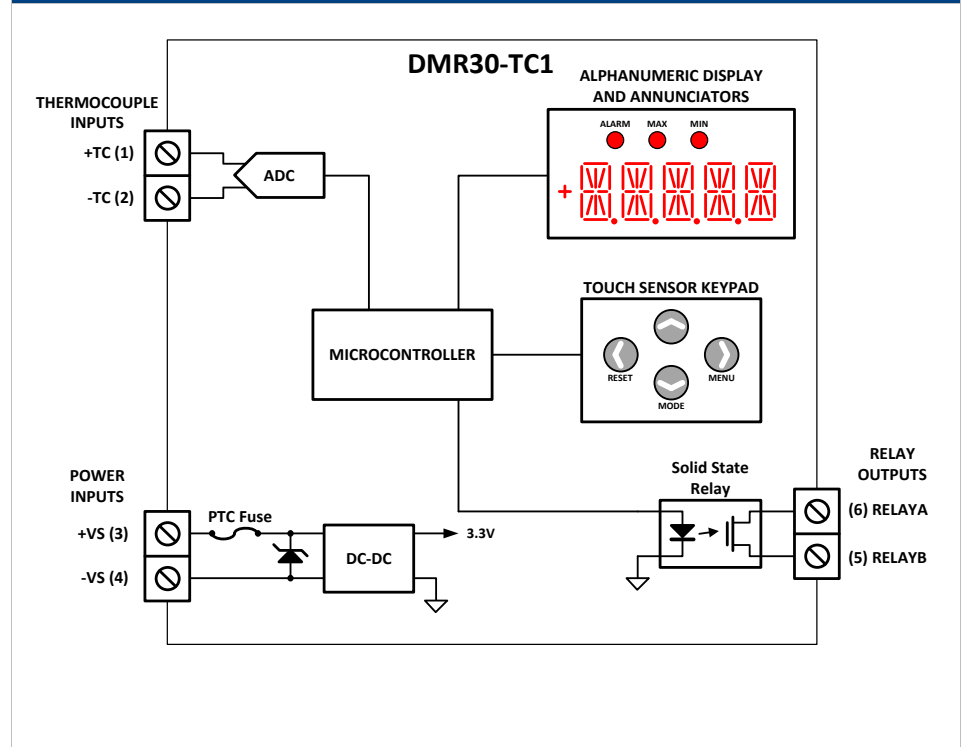 DMR30-TC1
ALPHANUMERIC DISPLAY
AND ANNUNCIATORS
ALARM MAX MIN
+
THERMOCOUPLE
INPUTS
+TC (1)
-TC (2)
ADC
TOUCH SENSOR KEYPAD
RESET
MENU
MODE
MICROCONTROLLER
POWER
INPUTS
+VS (3)
-VS (4)
PTC Fuse
DC-DC
3.3V
Solid State
Relay
RELAY
OUTPUTS
(6) RELAYA
(5) RELAYB